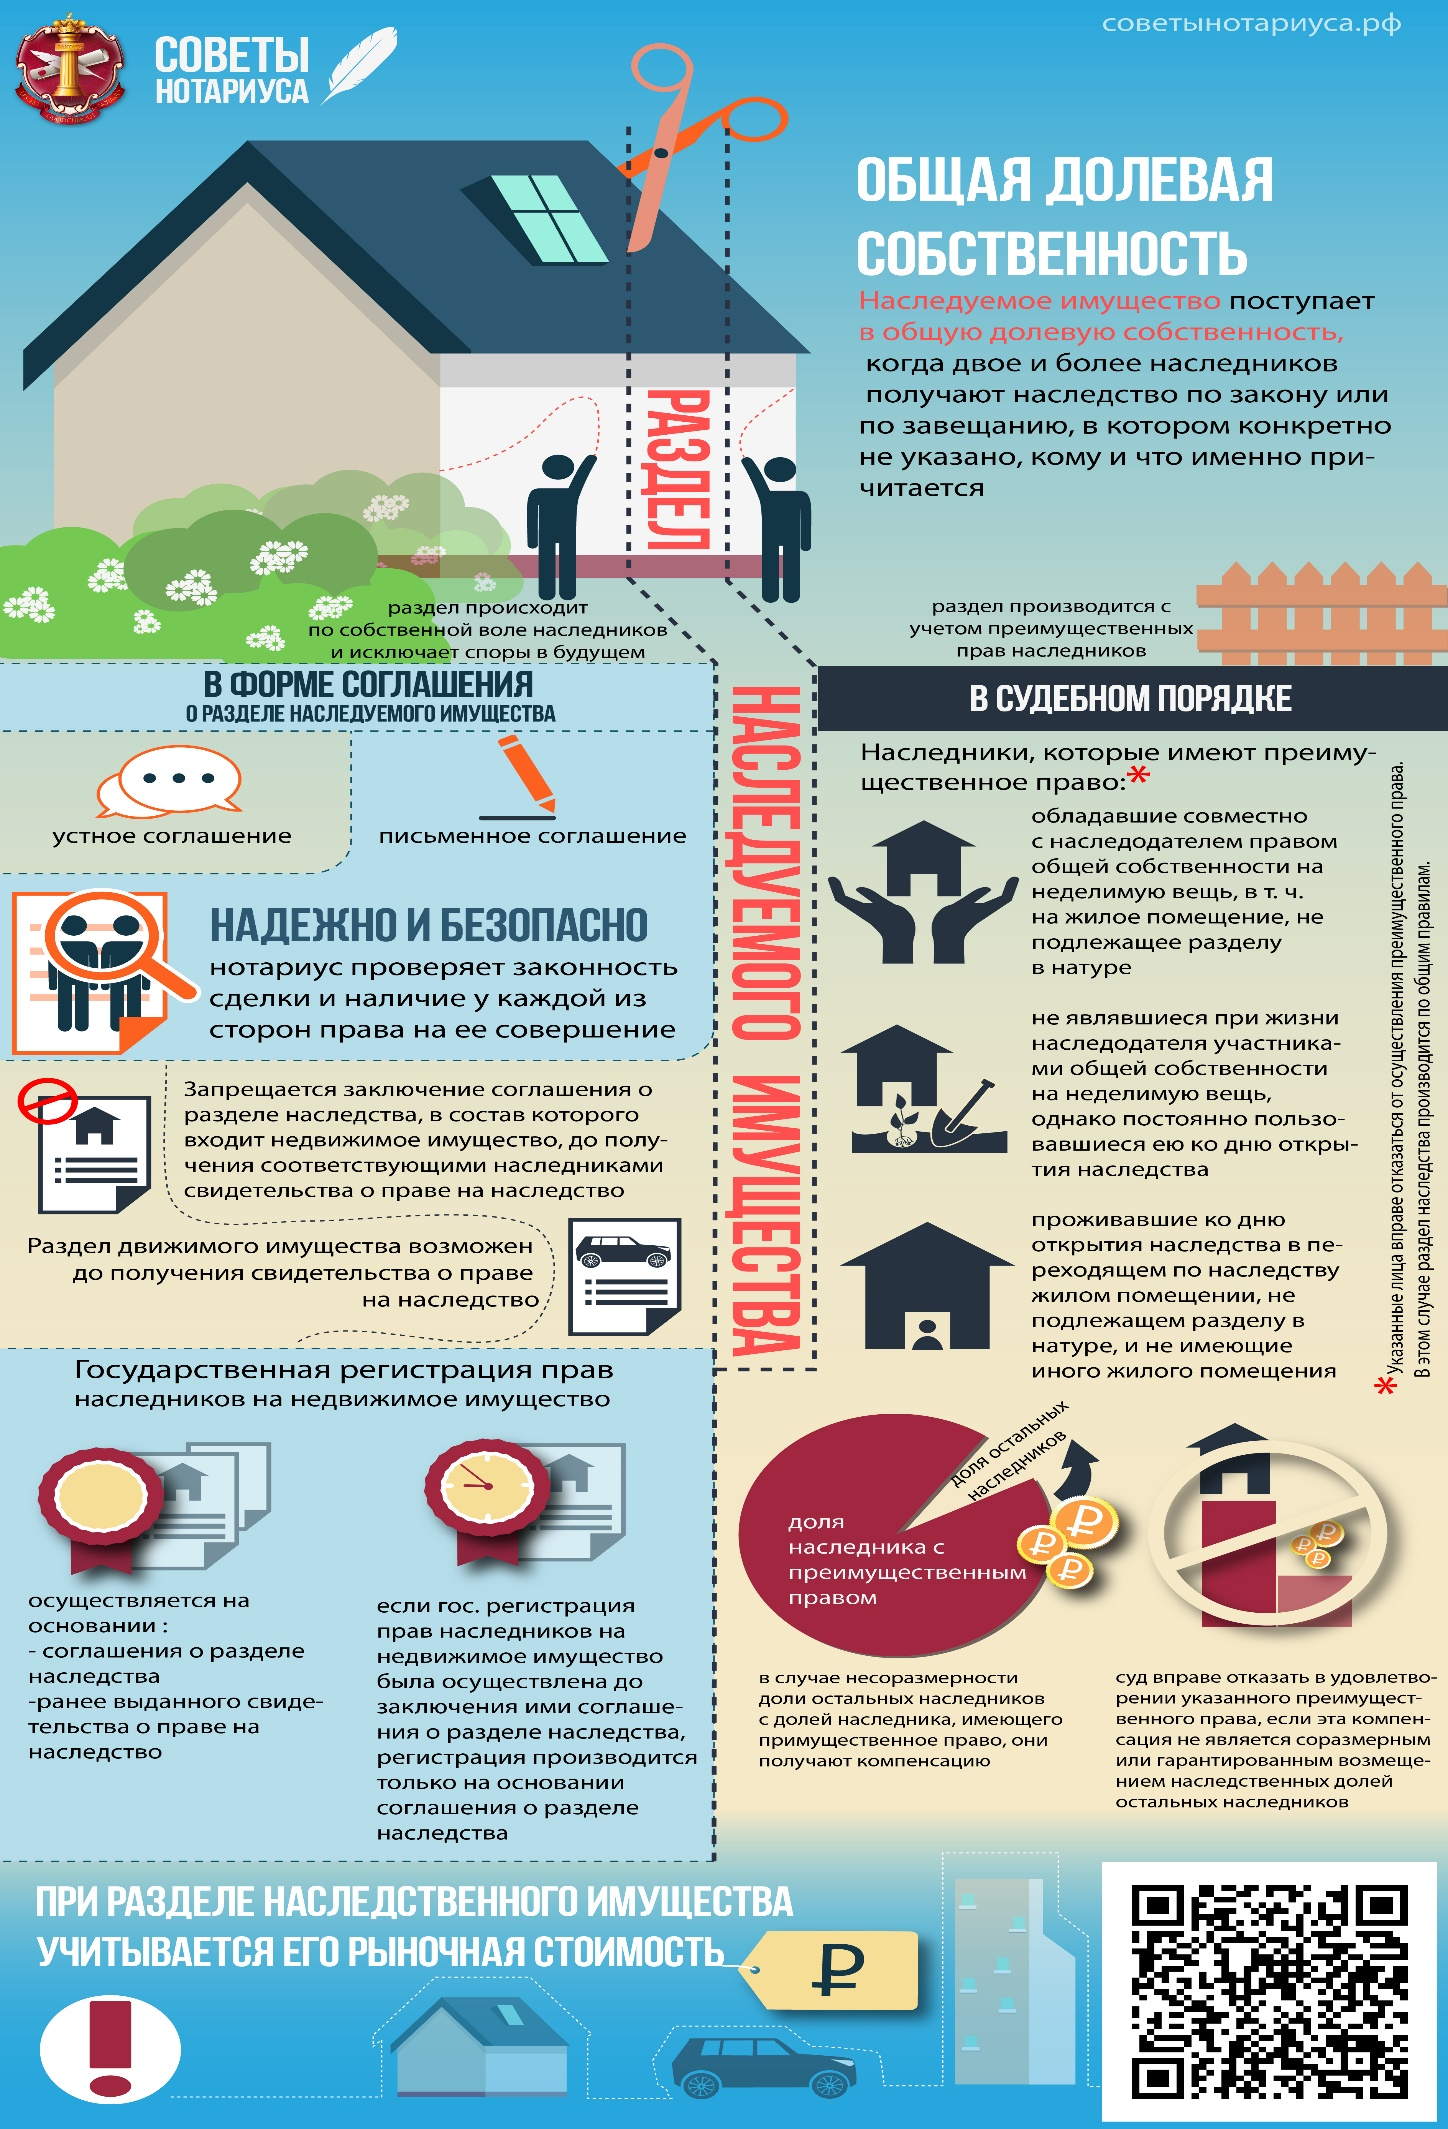 советынотариуса.рф
СОВЕТЫ
НОТАРИУСА
ОБЩАЯ ДОЛЕВАЯ
СОБСТВЕННОСТЬ
Наследуемое имущество поступает
в общую долевую собственность,
когда двое и более наследников
получают наследство по закону или
по завещанию, в котором конкретно
не указано, кому и что именно при-
читается
РАЗДЕЛ
НАСЛЕДУЕМОГО ИМУЩЕСТВА
раздел происходит
по собственной воле наследников
и исключает споры в будущем
В ФОРМЕ СОГЛАШЕНИЯ
О РАЗДЕЛЕ НАСЛЕДУЕМОГО ИМУЩЕСТВА
устное соглашение
письменное соглашение
НАДЕЖНО И БЕЗОПАСНО
нотариус проверяет законность
сделки и наличие у каждой из
сторон права на ее совершение
Запрещается заключение соглашения о
разделе наследства, в состав которого
входит недвижимое имущество, до полу-
чения соответствующими наследниками
свидетельства о праве на наследство
Раздел движимого имущества возможен
до получения свидетельства о праве
на наследство
Государственная регистрация прав
наследников на недвижимое имущество
осуществляется на
основании :
- соглашения о разделе
наследства
-ранее выданного свиде-
тельства о праве на
наследство
если гос. регистрация
прав наследников на
недвижимое имущество
была осуществлена до
заключения ими соглаше-
ния о разделе наследства,
регистрация производится
только на основании
соглашения о разделе
наследства
раздел производится с
учетом преимущественных
прав наследников
В СУДЕБНОМ ПОРЯДКЕ
Наследники, которые имеют преиму-
щественное право:*
обладавшие совместно
с наследодателем правом
общей собственности на
неделимую вещь, в т. ч.
на жилое помещение, не
подлежащее разделу
в натуре
не являвшиеся при жизни
наследодателя участника-
ми общей собственности
на неделимую вещь,
однако постоянно пользо-
вавшиеся ею ко дню откры-
тия наследства
проживавшие ко дню
открытия наследства в пе-
реходящем по наследству
жилом помещении, не
подлежащем разделу в
натуре, и не имеющие
иного жилого помещения
*Указанные лица вправе отказаться от осуществления преимущественного права.
В этом случае раздел наследства производится по общим правилам.
доля остальных
наследников
доля
наследника с
преимущественным
правом
в случае несоразмерности
доли остальных наследников
с долей наследника, имеющего
примущественное право, они
получают компенсацию
суд вправе отказать в удовлетво-
рении указанного преимущест-
венного права, если эта компен-
сация не является соразмерным
или гарантированным возмеще-
нием наследственных долей
остальных наследников
ПРИ РАЗДЕЛЕ НАСЛЕДСТВЕННОГО ИМУЩЕСТВА
УЧИТЫВАЕТСЯ ЕГО РЫНОЧНАЯ СТОИМОСТЬ
₽